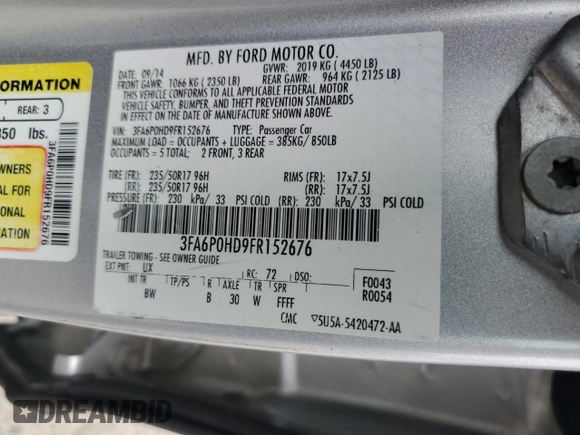 MFD. BY FORD MOTOR CO.
DATE: 09/14 GVWR: 2019 KG ( 4450 LB)
FRONT GAWR: 1066 KG ( 2350 LB) REAR GAWR: 964 KG ( 2125 LB)
THIS VEHICLE CONFORMS TO ALL APPLICABLE FEDERAL MOTOR
VEHICLE SAFETY, BUMPER, AND THEFT PREVENTION STANDARDS
IN EFFECT ON THE DATE OF MANUFACTURE SHOWN ABOVE.
VIN: 3FA6P0HD9FR152676 TYPE: Passenger Car
MAXIMUM LOAD = OCCUPANTS + LUGGAGE = 385KG/ 850LB
OCCUPANTS = 5 TOTAL; 2 FRONT, 3 REAR
TIRE (FR): 235/50R17 96H RIMS (FR): 17x7.5J
(RR): 235/50R17 96H (RR): 17x7.5J
PRESSURE (FR): 230 kPa/ 33 PSI COLD (RR): 230 kPa/ 33 PSI COLD
3FA6P0HD9FR152676
TRAILER TOWING - SEE OWNER GUIDE
EXT PNT: UX RC: 72 DSO: F0043
INT TR TP/PS R AXLE TR SPR R0054
BW B 30 W FFFF
CMC 5U5A-5420472-AA
FORMATION
REAR: 3
850 lbs.
WNERS
AL FOR
IONAL
ATION
3FA6P0HD9FR152676
DREAMBID